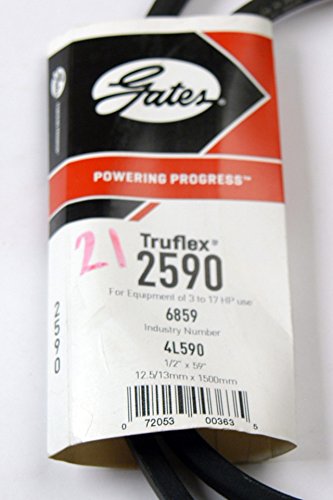 Gates
POWERING PROGRESS™
21
Truflex®
2590
For Equipment of 3 to 17 HP use
6859
Industry Number
4L590
1/2" x 59"
12.5/13mm x 1500mm
0 72053 00363 5
2590